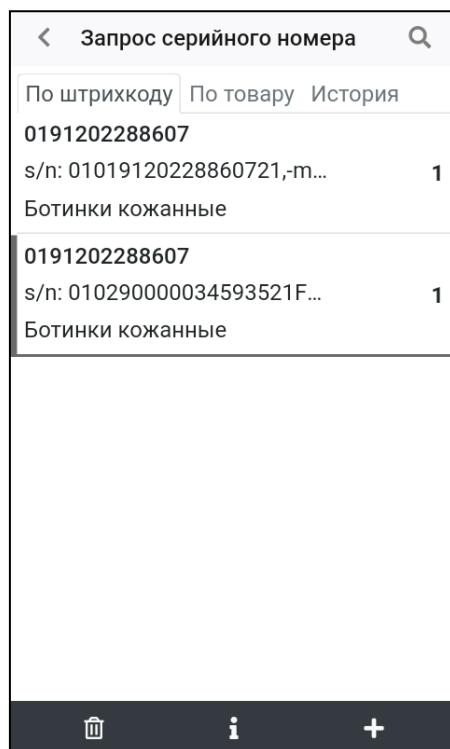 Запрос серийного номера
По штрихкоду По товару История
0191202288607
s/n: 01019120228860721,-m...
1
Ботинки кожанные
0191202288607
s/n: 010290000034593521F...
1
Ботинки кожанные